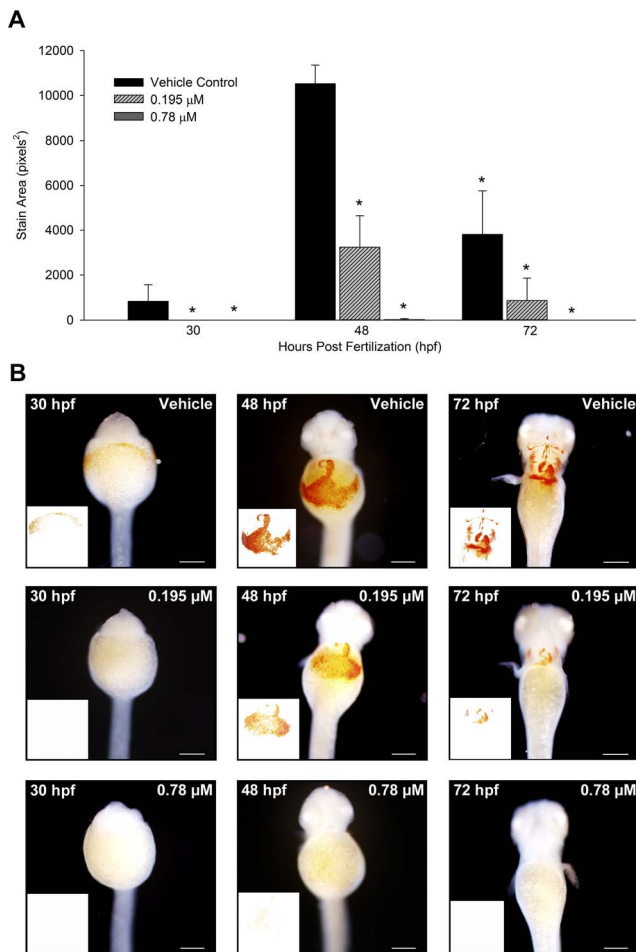 A
12000
10000
8000
6000
4000
2000
0
Stain Area (pixels²)
Vehicle Control
0.195 μM
0.78 μM
* *
*
*
*
*
*
30 48 72
Hours Post Fertilization (hpf)
B
30 hpf Vehicle
48 hpf Vehicle
72 hpf Vehicle
30 hpf 0.195 μM
48 hpf 0.195 μM
72 hpf 0.195 μM
30 hpf 0.78 μM
48 hpf 0.78 μM
72 hpf 0.78 μM